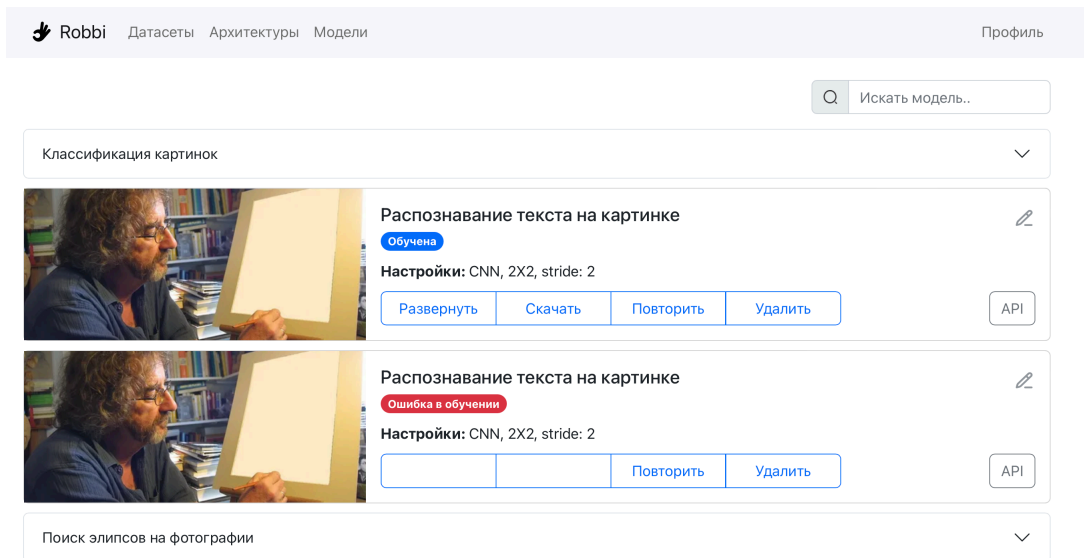 Robbi Датасеты Архитектуры Модели Профиль
Искать модель..
Классификация картинок
Распознавание текста на картинке
Обучена
Настройки: CNN, 2X2, stride: 2
Развернуть Скачать Повторить Удалить API
Распознавание текста на картинке
Ошибка в обучении
Настройки: CNN, 2X2, stride: 2
Повторить Удалить API
Поиск элипсов на фотографии